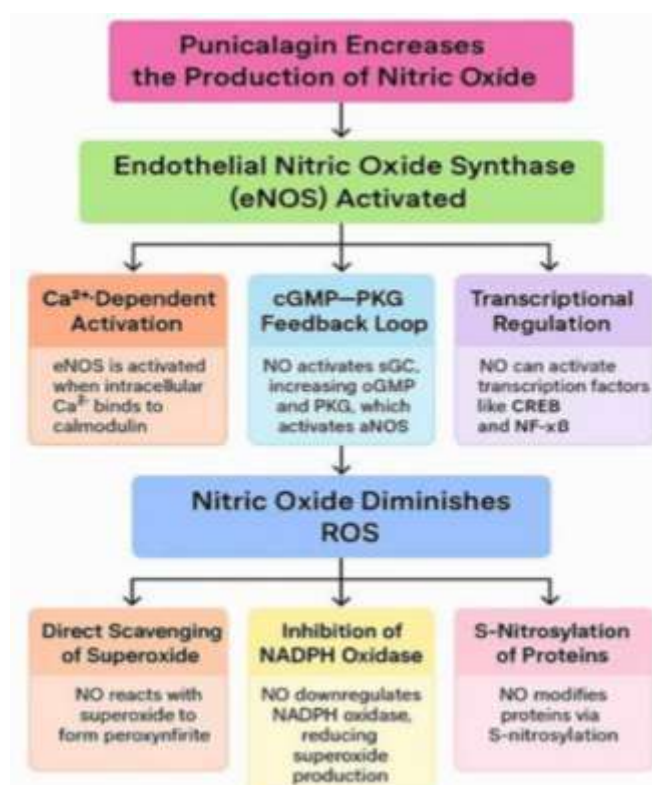 Punicalagin Encreases
the Production of Nitric Oxide
Endothelial Nitric Oxide Synthase
(eNOS) Activated
Ca²⁺-Dependent
Activation
eNOS is activated
when intracellular
Ca²⁻ binds to
calmodulin
cGMP—PKG
Feedback Loop
NO activates sGC,
increasing oGMP
and PKG, which
activates aNOS
Transcriptional
Regulation
NO can activate
transcription factors
like CREB
and NF-κB
Nitric Oxide Diminishes
ROS
Direct Scavenging
of Superoxide
NO reacts with
superoxide to
form peroxynfirite
Inhibition of
NADPH Oxidase
NO downregulates
NADPH oxidase,
reducing
superoxide
production
S-Nitrosylation
of Proteins
NO modifies
proteins via
S-nitrosylation